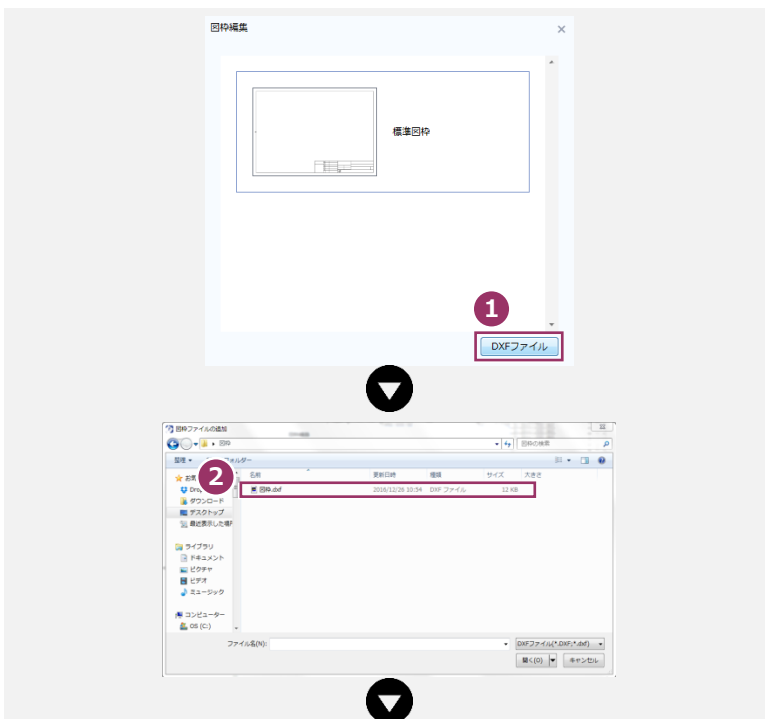 図枠編集
標準図枠
1
DXFファイル
図枠ファイルの追加
図枠
図枠の検索
整理
2
名前 更新日時 種類 サイズ 大きさ
図枠.dxf 2016/12/26 10:54 DXF ファイル 12 KB
ダウンロード
デスクトップ
最近表示した場所
ライブラリ
ドキュメント
ピクチャ
ビデオ
ミュージック
コンピューター
OS (C:)
ファイル名(N):
DXFファイル(*.DXF;*.dxf)
開く(O) キャンセル